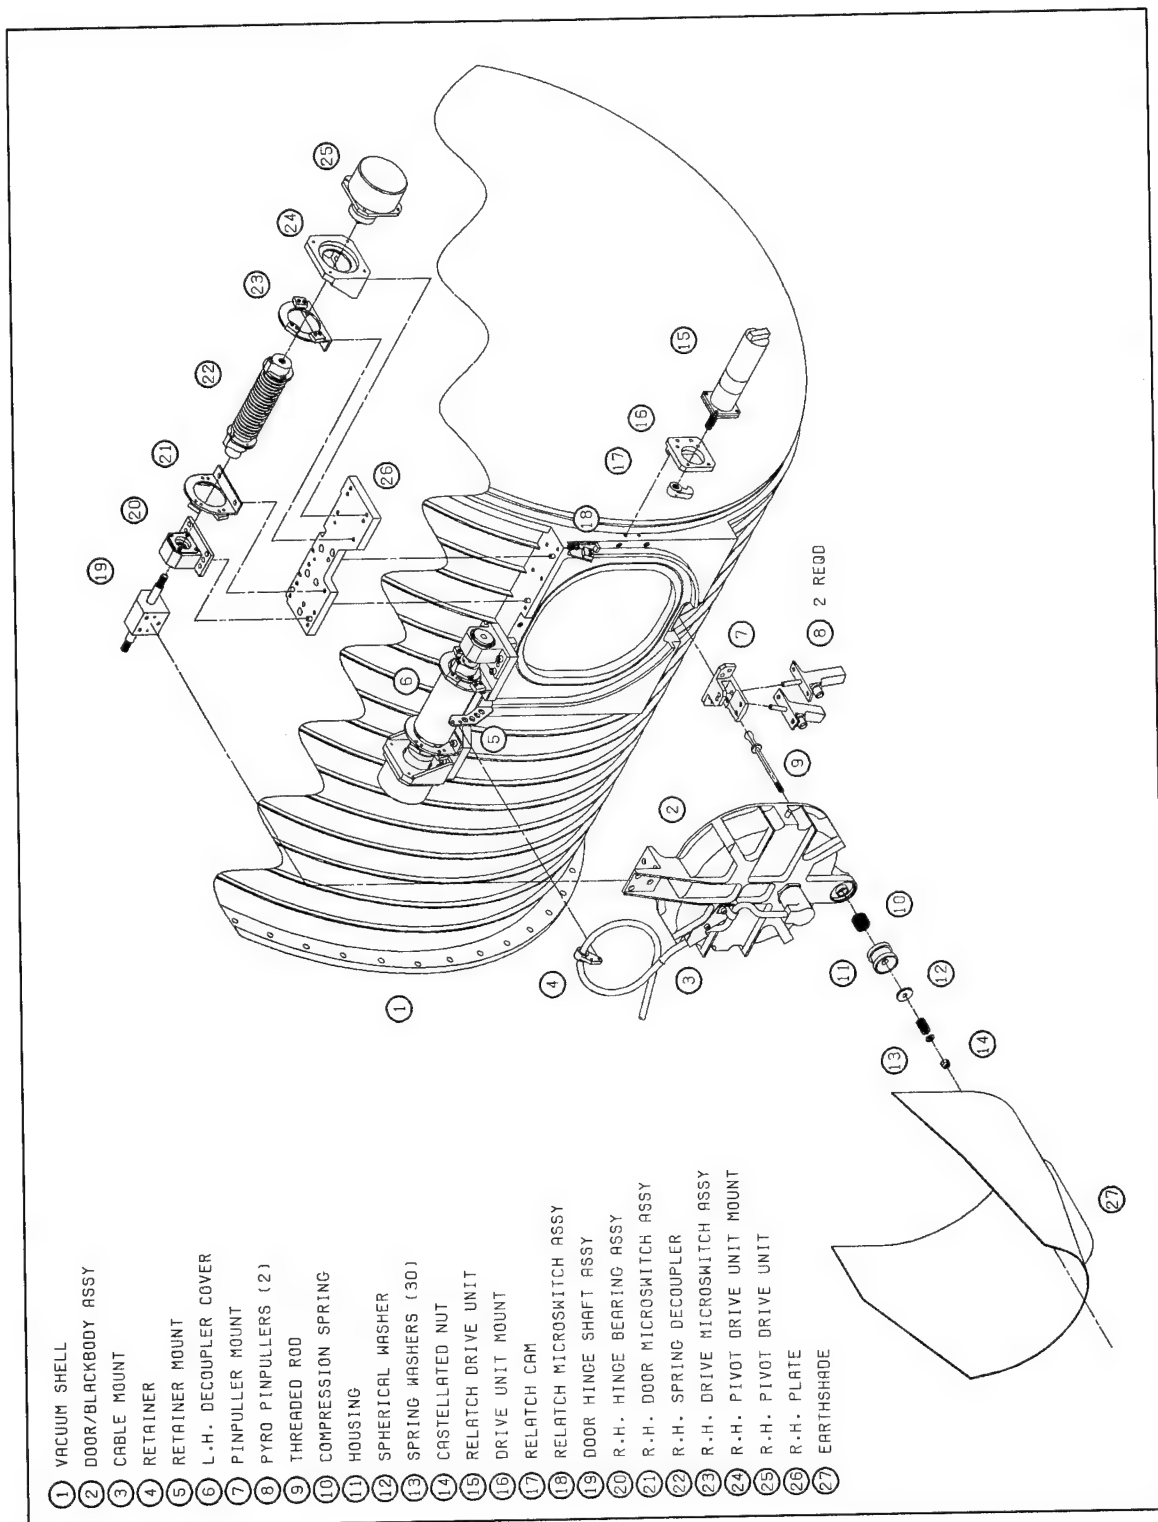 ① VACUUM SHELL
② DOOR/BLACKBODY ASSY
③ CABLE MOUNT
④ RETAINER
⑤ RETAINER MOUNT
⑥ L.H. DECOUPLER COVER
⑦ PINPULLER MOUNT
⑧ PYRO PINPULLERS (2)
⑨ THREADED ROD
⑩ COMPRESSION SPRING
⑪ HOUSING
⑫ SPHERICAL WASHER
⑬ SPRING WASHERS (30)
⑭ CASTELLATED NUT
⑮ RELATCH DRIVE UNIT
⑯ DRIVE UNIT MOUNT
⑰ RELATCH CAM
⑱ RELATCH MICROSWITCH ASSY
⑲ DOOR HINGE SHAFT ASSY
⑳ R.H. HINGE BEARING ASSY
㉑ R.H. DOOR MICROSWITCH ASSY
㉒ R.H. SPRING DECOUPLER
㉓ R.H. DRIVE MICROSWITCH ASSY
㉔ R.H. PIVOT DRIVE UNIT MOUNT
㉕ R.H. PIVOT DRIVE UNIT
㉖ R.H. PLATE
㉗ EARTHSHADE
①
②
③
④
⑤
⑥
⑦
⑧ 2 REQD
⑨
⑩
⑪
⑫
⑬
⑭
⑮
⑯
⑰
⑱
⑲
⑳
㉑
㉒
㉓
㉔
㉕
㉖
㉗